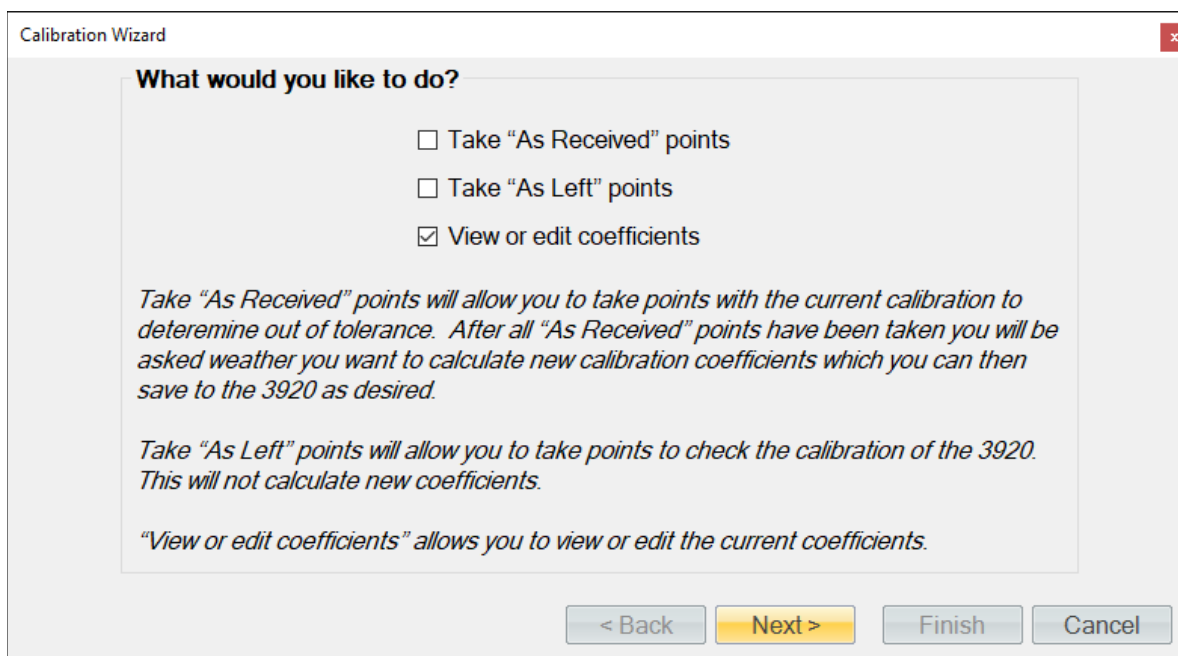 Calibration Wizard
x
What would you like to do?
Take “As Received” points
Take “As Left” points
View or edit coefficients
Take “As Received” points will allow you to take points with the current calibration to
deteremine out of tolerance.  After all “As Received” points have been taken you will be
asked weather you want to calculate new calibration coefficients which you can then
save to the 3920 as desired.
Take “As Left” points will allow you to take points to check the calibration of the 3920.
This will not calculate new coefficients.
“View or edit coefficients” allows you to view or edit the current coefficients.
< Back Next > Finish Cancel